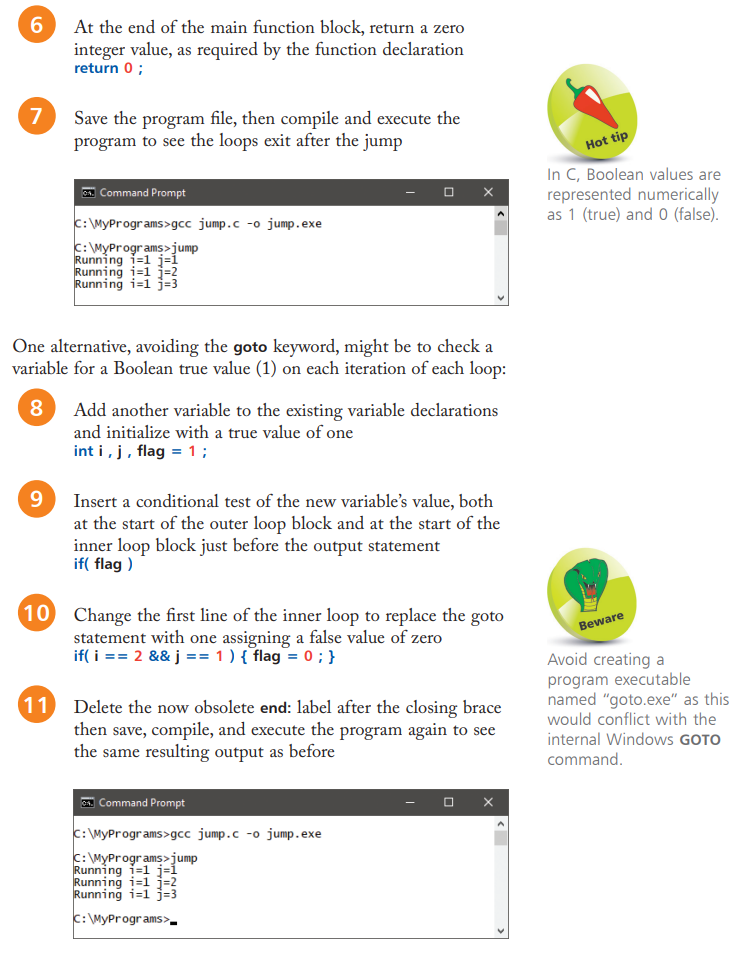 6
At the end of the main function block, return a zero
integer value, as required by the function declaration
return 0 ;
7
Save the program file, then compile and execute the
program to see the loops exit after the jump
Hot tip
In C, Boolean values are
represented numerically
as 1 (true) and 0 (false).
Command Prompt
C:\MyPrograms>gcc jump.c -o jump.exe
C:\MyPrograms>jump
Running i=1 j=1
Running i=1 j=2
Running i=1 j=3
One alternative, avoiding the goto keyword, might be to check a
variable for a Boolean true value (1) on each iteration of each loop:
8
Add another variable to the existing variable declarations
and initialize with a true value of one
int i , j , flag = 1 ;
9
Insert a conditional test of the new variable’s value, both
at the start of the outer loop block and at the start of the
inner loop block just before the output statement
if( flag )
10
Change the first line of the inner loop to replace the goto
statement with one assigning a false value of zero
if( i == 2 && j == 1 ) { flag = 0 ; }
Beware
Avoid creating a
program executable
named “goto.exe” as this
would conflict with the
internal Windows GOTO
command.
11
Delete the now obsolete end: label after the closing brace
then save, compile, and execute the program again to see
the same resulting output as before
Command Prompt
C:\MyPrograms>gcc jump.c -o jump.exe
C:\MyPrograms>jump
Running i=1 j=1
Running i=1 j=2
Running i=1 j=3
C:\MyPrograms>